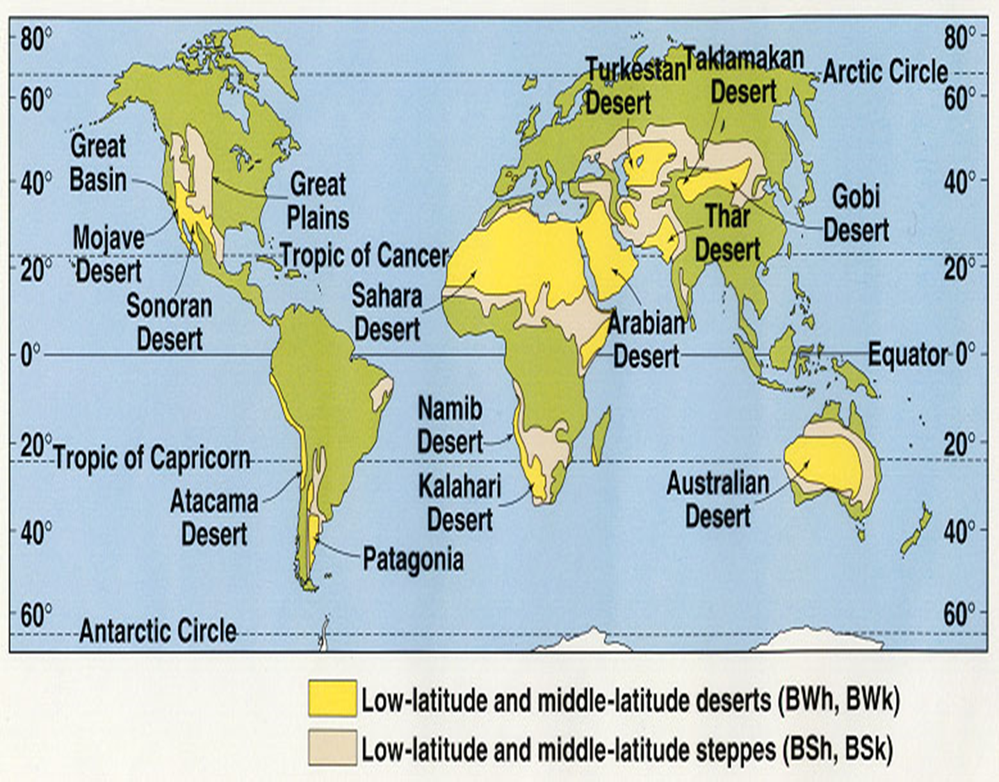 80°
80°
Taklamakan
Desert
Turkestan
Desert
Arctic Circle
60°
60°
Great
Basin
40°
40°
Great
Plains
Gobi
Desert
Thar
Desert
Mojave
Desert
Tropic of Cancer
20°
20°
Sahara
Desert
Sonoran
Desert
Arabian
Desert
0°
Equator 0°
Namib
Desert
20°
20°
Tropic of Capricorn
Kalahari
Desert
Australian
Desert
Atacama
Desert
40°
40°
Patagonia
60°
60°
Antarctic Circle
Low-latitude and middle-latitude deserts (BWh, BWk)
Low-latitude and middle-latitude steppes (BSh, BSk)